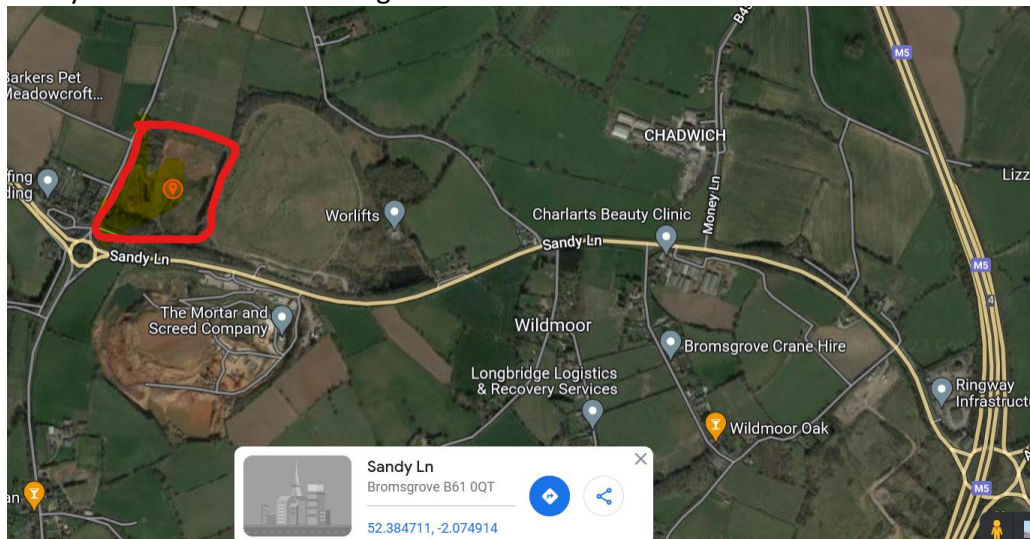 M5
Barkers Pet
Meadowcroft...
CHADWICH
Lizz
Worlifts
Charlarts Beauty Clinic
Money Ln
Sandy Ln
Sandy Ln
M5
4
The Mortar and
Screed Company
Wildmoor
Bromsgrove Crane Hire
Longbridge Logistics
& Recovery Services
Ringway
Infrastruct
Wildmoor Oak
Sandy Ln
Bromsgrove B61 0QT
52.384711, -2.074914
M5